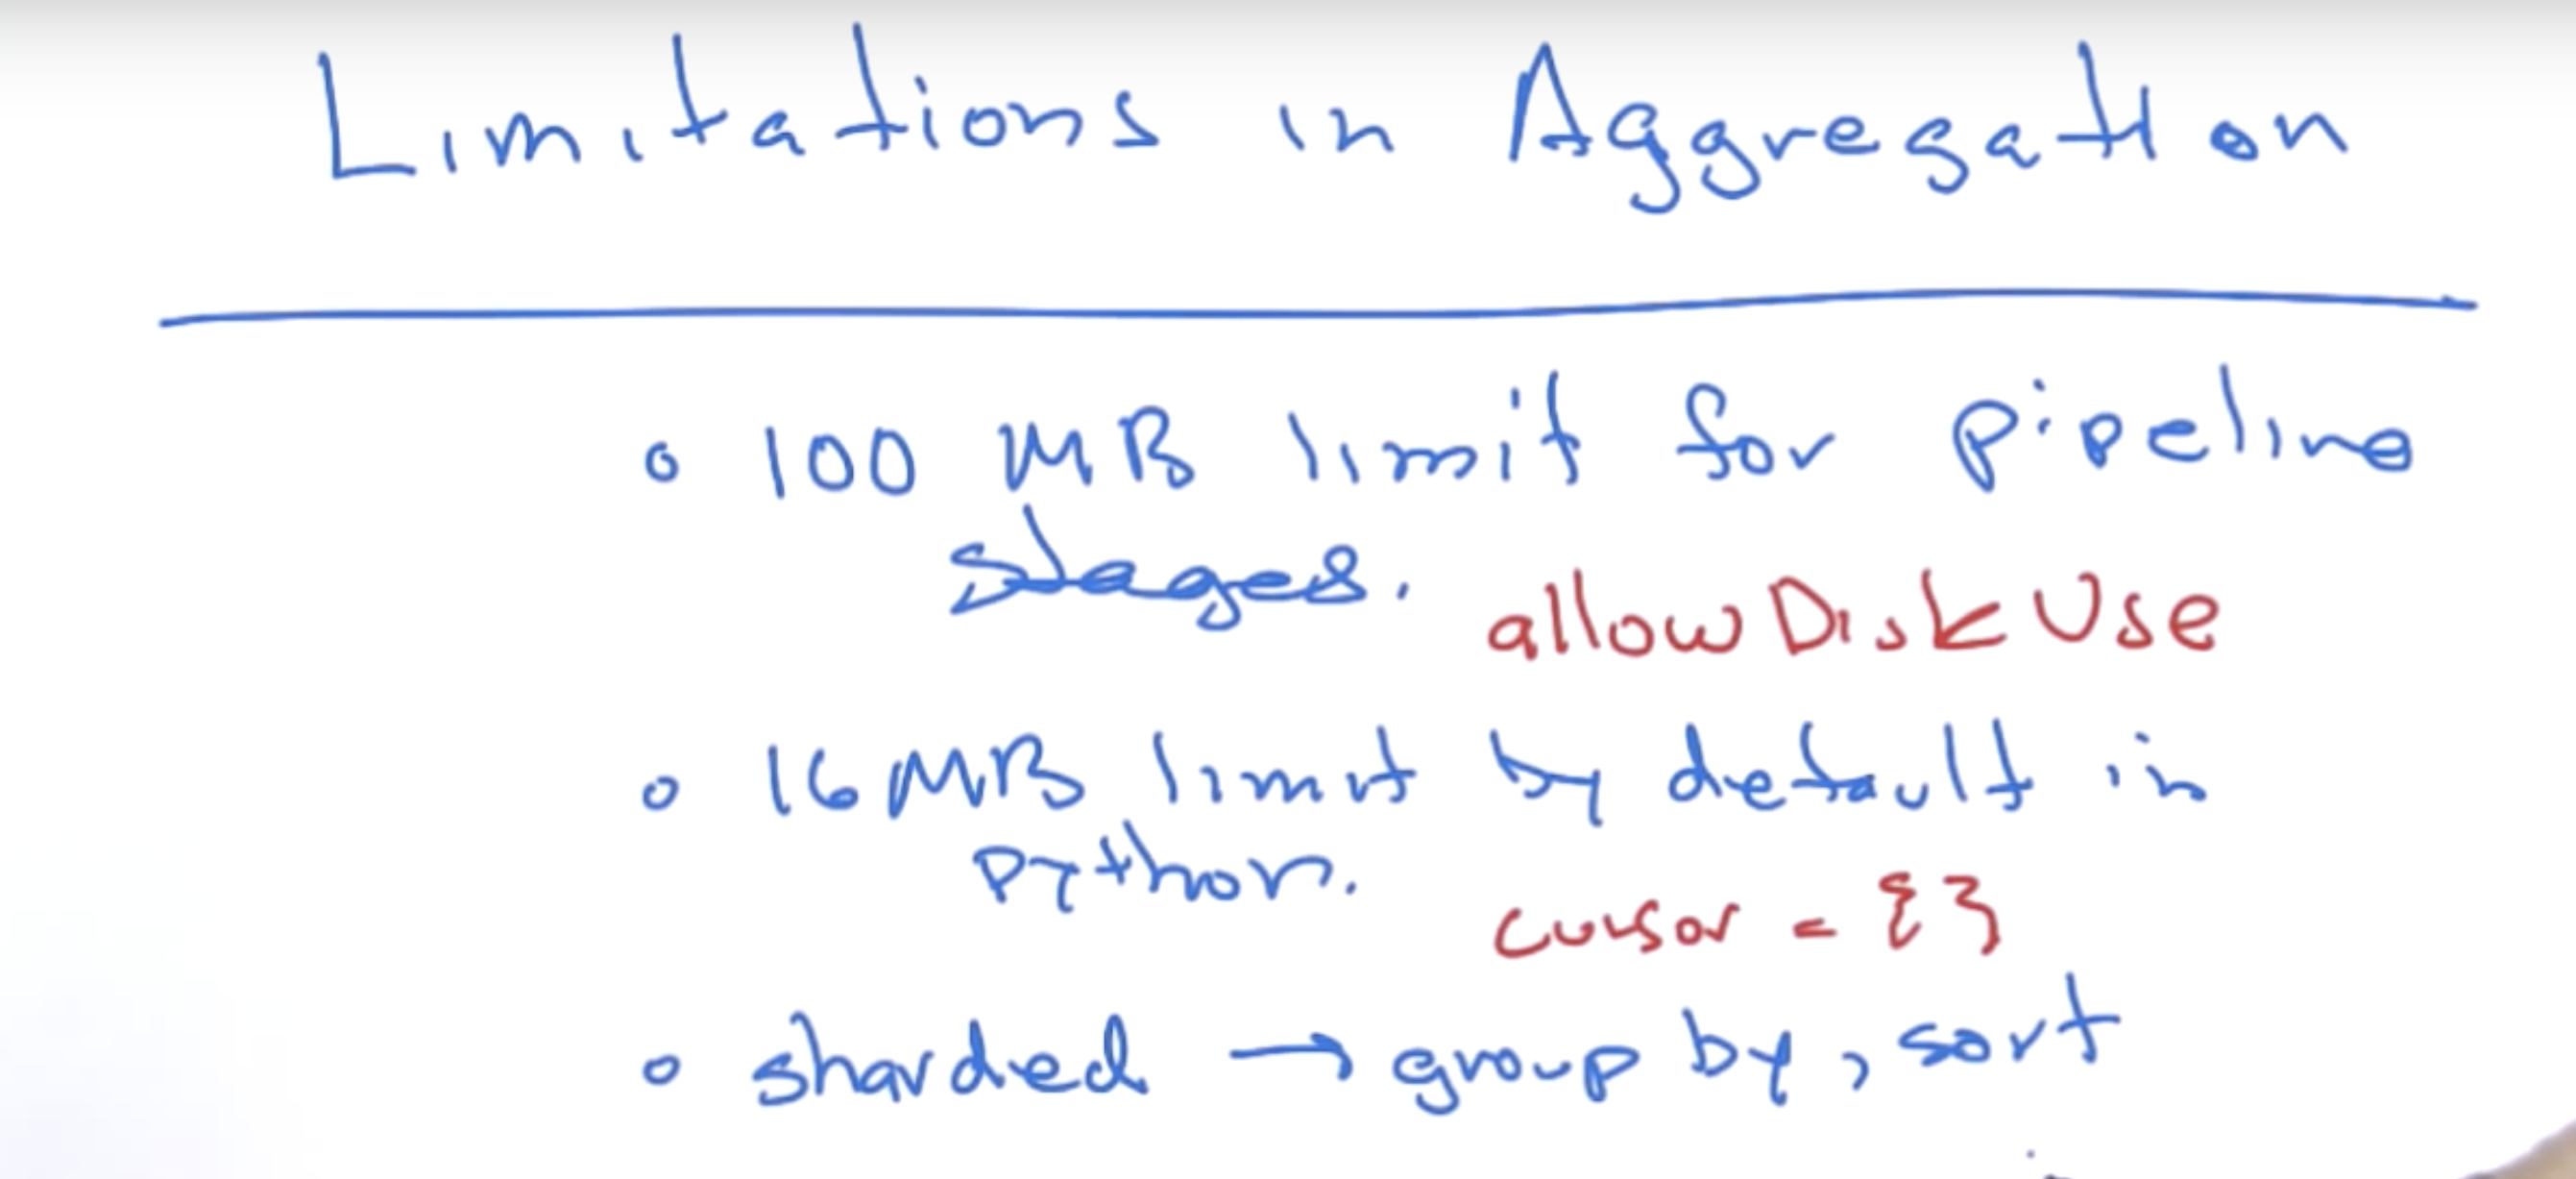 Limitations in Aggregation
100 MB limit for pipeline
stages.
allowDiskUse
16MB limit by default in
python.
cursor = {}
sharded → group by, sort